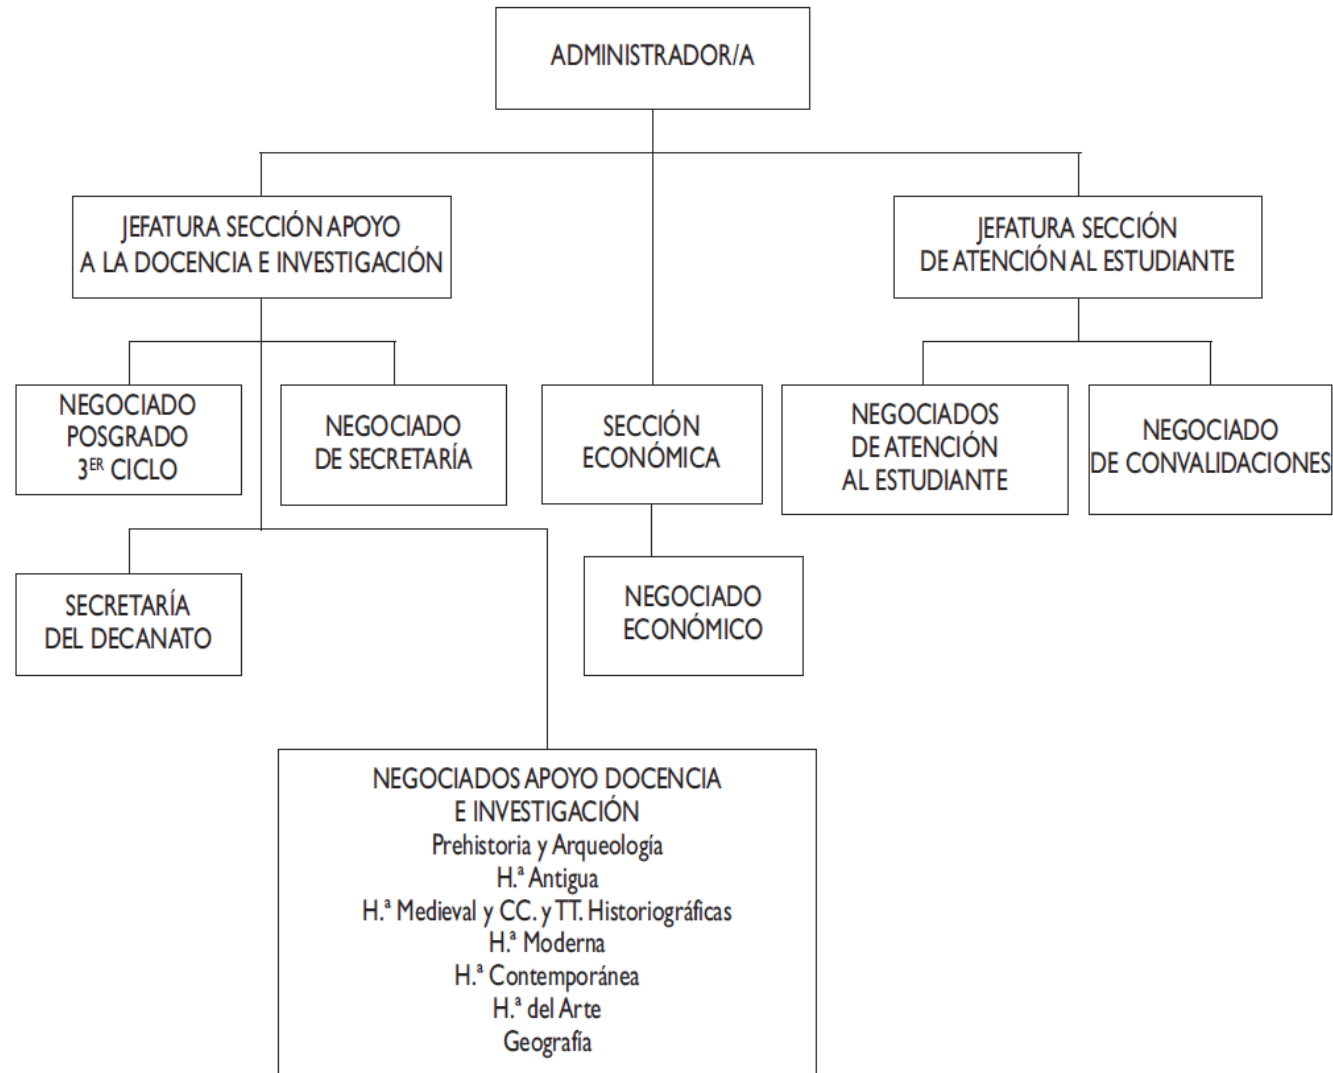 ADMINISTRADOR/A
JEFATURA SECCIÓN APOYO
A LA DOCENCIA E INVESTIGACIÓN
JEFATURA SECCIÓN
DE ATENCIÓN AL ESTUDIANTE
NEGOCIADO
POSGRADO
3ER CICLO
NEGOCIADO
DE SECRETARÍA
SECCIÓN
ECONÓMICA
NEGOCIADOS
DE ATENCIÓN
AL ESTUDIANTE
NEGOCIADO
DE CONVALIDACIONES
SECRETARÍA
DEL DECANATO
NEGOCIADO
ECONÓMICO
NEGOCIADOS APOYO DOCENCIA
E INVESTIGACIÓN
Prehistoria y Arqueología
H.ª Antigua
H.ª Medieval y CC. y TT. Historiográficas
H.ª Moderna
H.ª Contemporánea
H.ª del Arte
Geografía